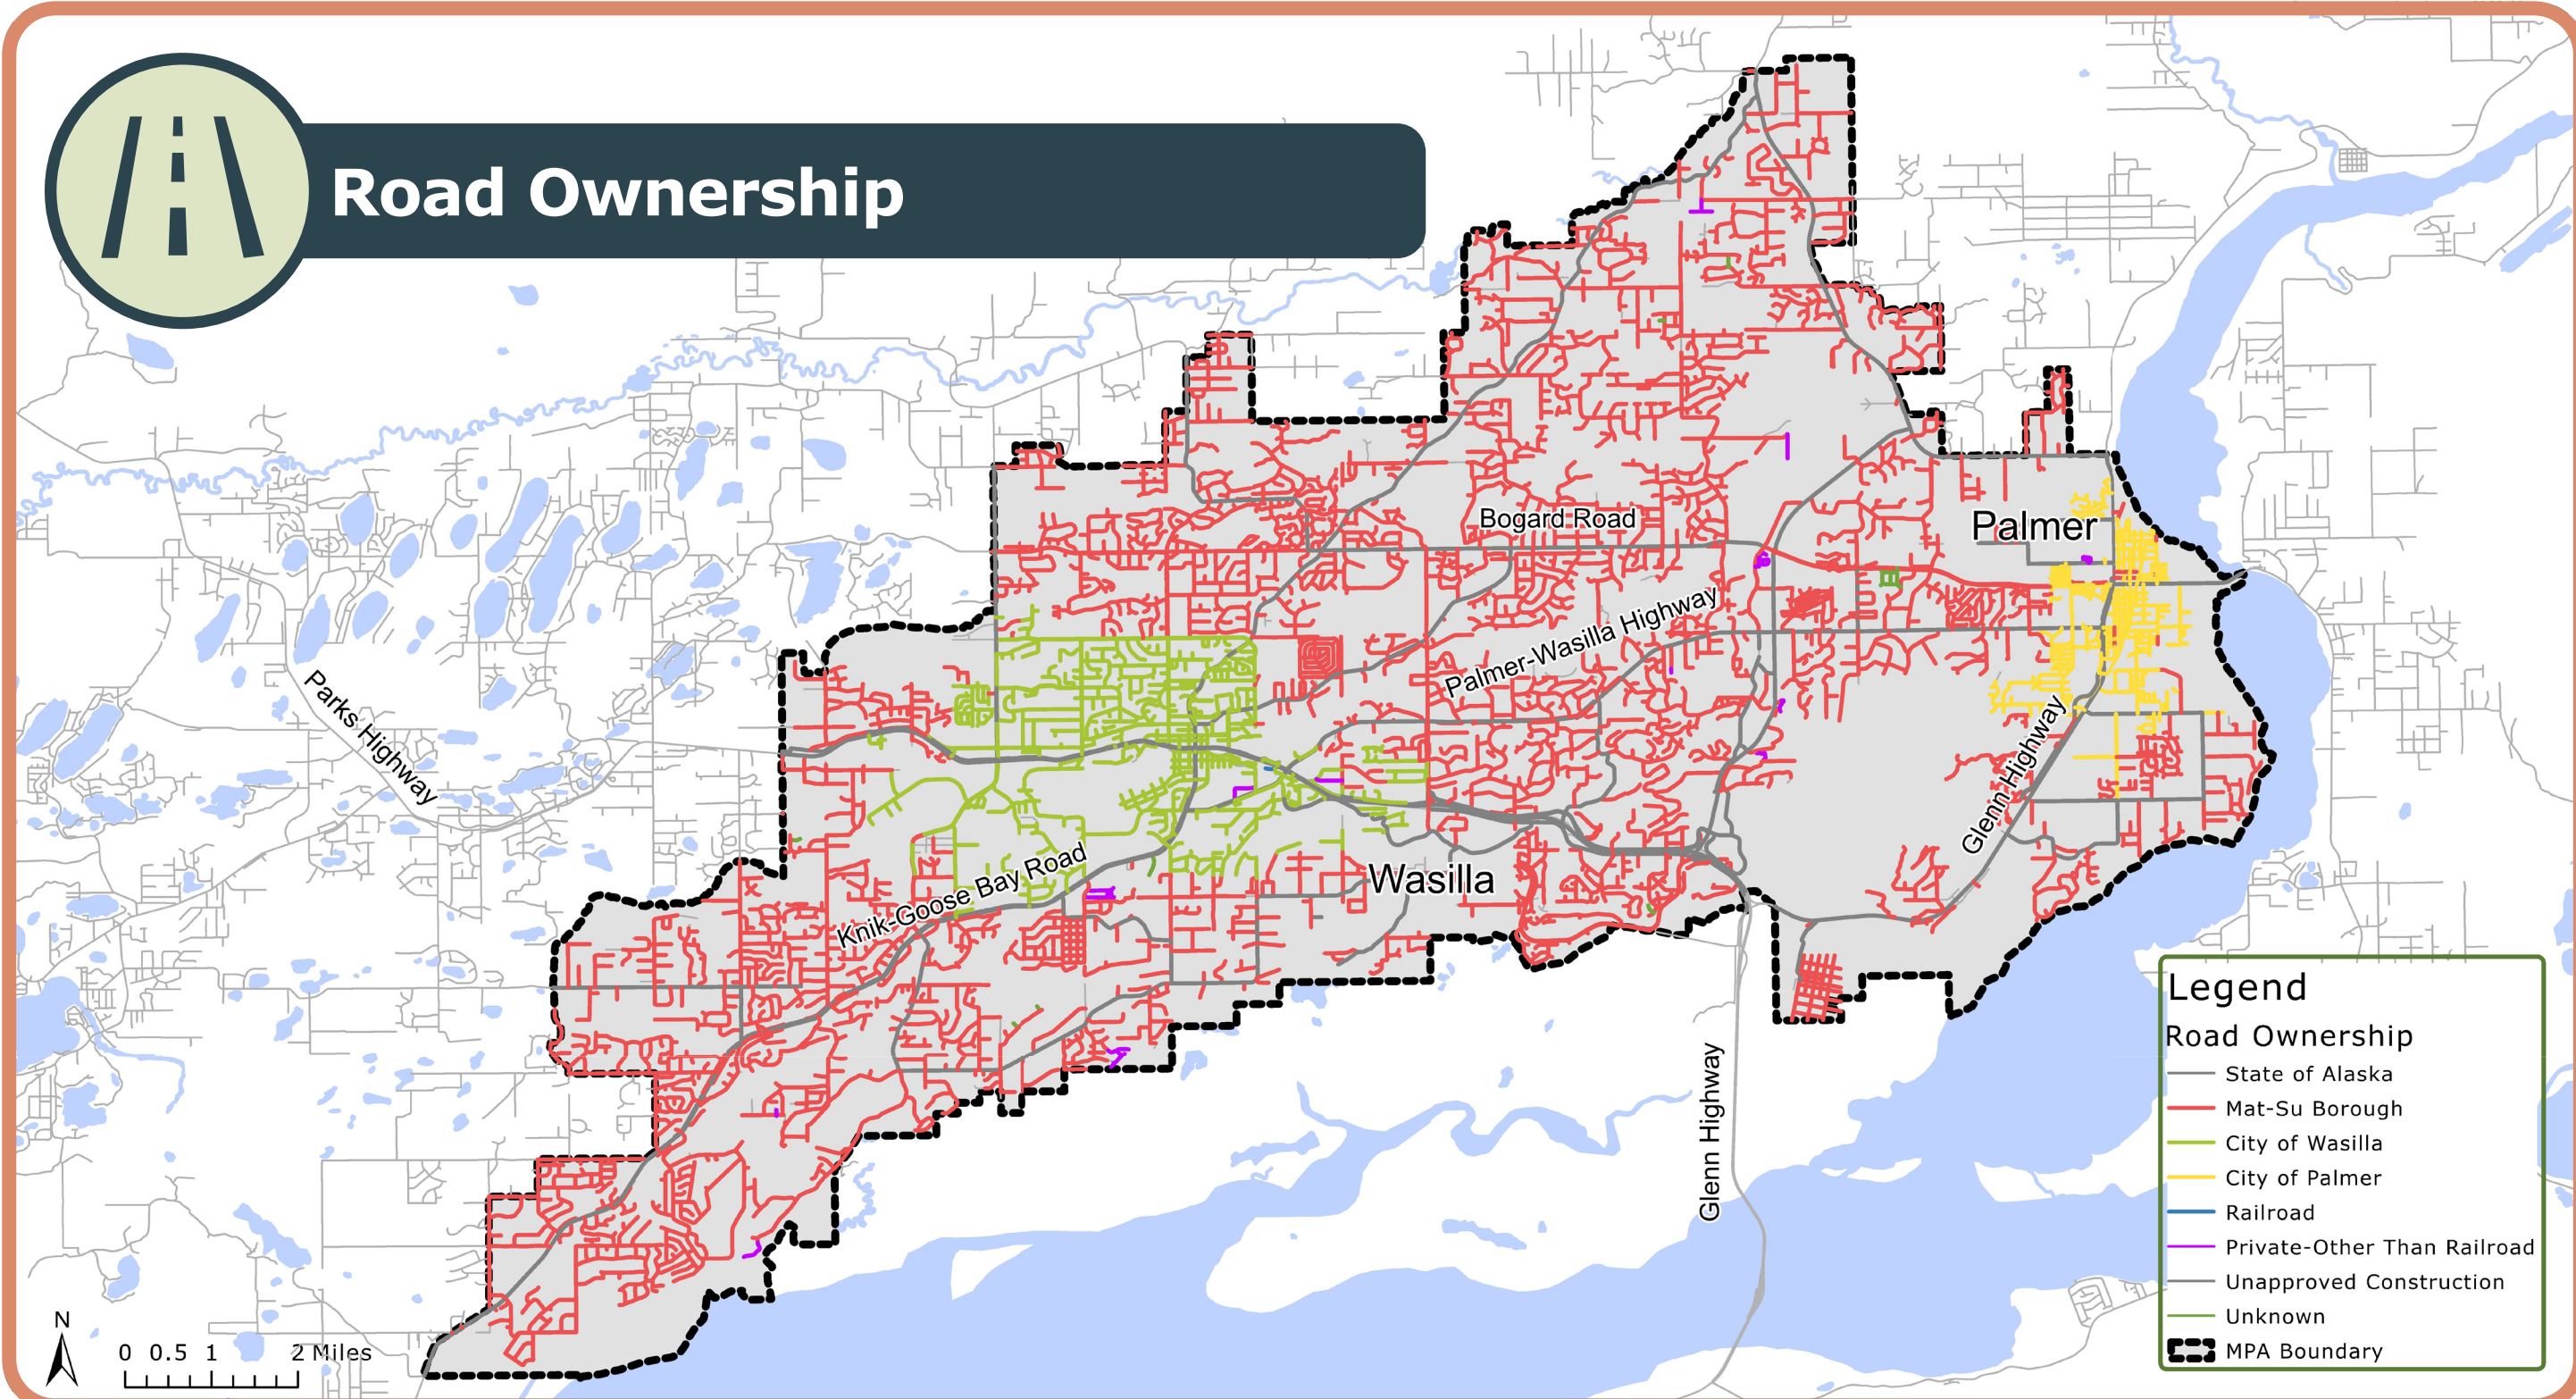 Road Ownership
Bogard Road
Palmer
Palmer-Wasilla Highway
Parks Highway
Glenn Highway
Wasilla
Knik-Goose Bay Road
Glenn Highway
Legend
Road Ownership
State of Alaska
Mat-Su Borough
City of Wasilla
City of Palmer
Railroad
Private-Other Than Railroad
Unapproved Construction
Unknown
MPA Boundary
N
0 0.5 1 2 Miles